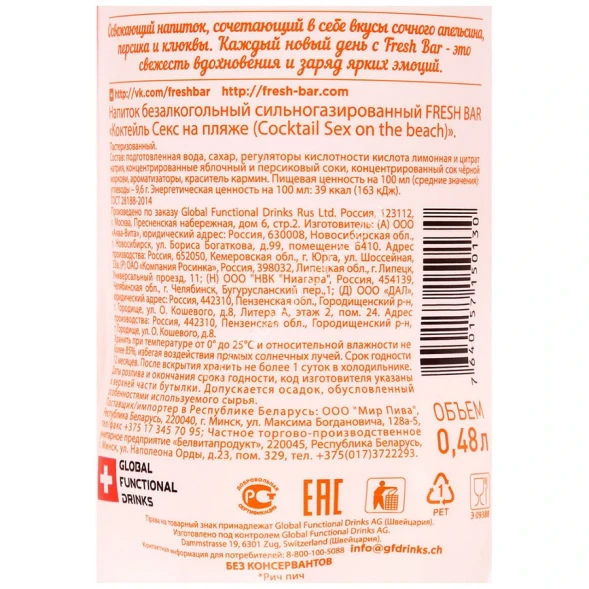 Освежающий напиток, сочетающий в себе вкусы сочного апельсина,
персика и клюквы. Каждый новый день с Fresh Bar - это
свежесть вдохновения и заряд ярких эмоций.
http://vk.com/freshbar http://fresh-bar.com
Напиток безалкогольный сильногазированный FRESH BAR
«Коктейль Секс на пляже (Cocktail Sex on the beach)».
Пастеризованный.
Состав: подготовленная вода, сахар, регуляторы кислотности кислота лимонная и цитрат
натрия, концентрированные яблочный и персиковый соки, концентрированный сок чёрной
моркови, ароматизаторы, краситель кармин. Пищевая ценность на 100 мл (средние значения):
углеводы – 9,6 г. Энергетическая ценность на 100 мл: 39 ккал (163 кДж).
ГОСТ 28188-2014
Произведено по заказу Global Functional Drinks Rus Ltd. Россия, 123112,
г. Москва, Пресненская набережная, дом 6, стр.2. Изготовитель: (А) ООО
«Аква-Вита». Адрес производства: Россия, 630008, Новосибирская обл.,
г. Новосибирск, ул. Бориса Богаткова, д.99, помещение Б410. Адрес
производства: Россия, 652050, Кемеровская обл., г. Юрга, ул. Шоссейная,
(Р) ОАО «Компания Росинка», Россия, 398032, Липецкая обл., г. Липецк,
Универсальный проезд, 11; (Н) ООО "НВК "Ниагара", Россия, 454139,
Челябинская обл., г. Челябинск, Бугурусланский пер.,1; (Д) ООО «ДАЛ»,
юридический адрес: Россия, 442310, Пензенская обл., Городищенский р-н,
г. Городище, ул. О. Кошевого, д.8, Литера А, этаж 2, пом. 24. Адрес
производства: Россия, 442310, Пензенская обл., Городищенский р-н,
г. Городище, ул. О. Кошевого, д.8.
Хранить при температуре от 0° до 25°С и относительной влажности не
более 85%, избегая воздействия прямых солнечных лучей. Срок годности
12 месяцев. После вскрытия хранить не более 1 суток в холодильнике.
Дата розлива и окончания срока годности, код изготовителя указаны
в верхней части бутылки. Допускается осадок, обусловленный
особенностями используемого сырья.
Поставщик/импортер в Республике Беларусь: ООО "Мир Пива",
Республика Беларусь, 220040, г. Минск, ул. Максима Богдановича, 128а-5,
тел./факс +375 17 345 70 95; Частное торгово-производственное
унитарное предприятие «Белвитапродукт», 220045, Республика Беларусь,
г. Минск, ул. Наполеона Орды, д.23, пом. 329, тел. +375(017)3722293.
7 640157 150130
ОБЪЕМ
0,48 л
GLOBAL
FUNCTIONAL
DRINKS
ДОБРОВОЛЬНАЯ
СЕРТИФИКАЦИЯ
EAC
1
PET
Права на товарный знак принадлежат Global Functional Drinks AG (Швейцария).
Изготовлено под контролем Global Functional Drinks AG:
Dammstrasse 19, 6301 Zug, Switzerland (Швейцария).
Контактная информация для потребителей: 8-800-100-5088 info@gfdrinks.ch
БЕЗ КОНСЕРВАНТОВ
*Рич пич